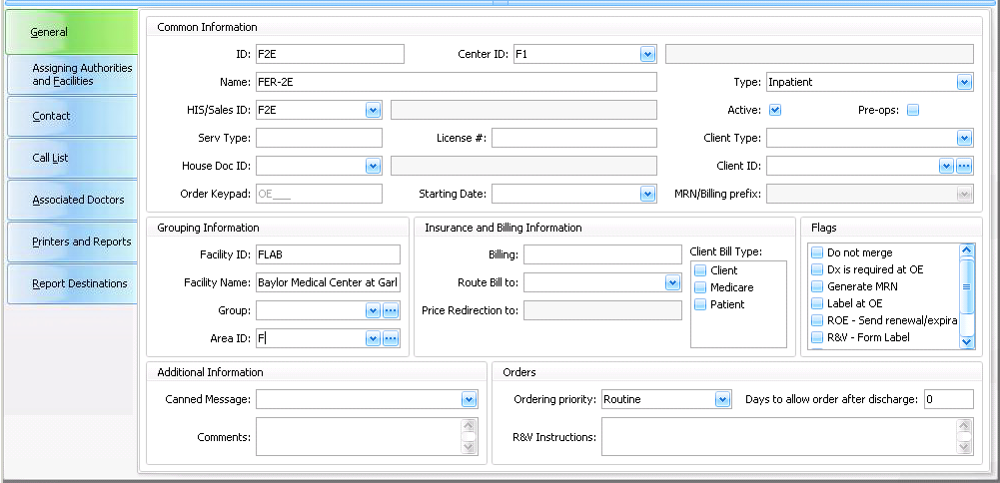 General
Assigning Authorities
and Facilities
Contact
Call List
Associated Doctors
Printers and Reports
Report Destinations
Common Information
ID: F2E Center ID: F1
Name: FER-2E Type: Inpatient
HIS/Sales ID: F2E Active: Pre-ops:
Serv Type: License #: Client Type:
House Doc ID: Client ID:
Order Keypad: OE___ Starting Date: MRN/Billing prefix:
Grouping Information
Facility ID: FLAB
Facility Name: Baylor Medical Center at Garl
Group:
Area ID: F
Insurance and Billing Information
Billing:
Route Bill to:
Price Redirection to:
Client Bill Type:
Client
Medicare
Patient
Flags
Do not merge
Dx is required at OE
Generate MRN
Label at OE
ROE - Send renewal/expira
R&V - Form Label
Additional Information
Canned Message:
Comments:
Orders
Ordering priority: Routine Days to allow order after discharge: 0
R&V Instructions: